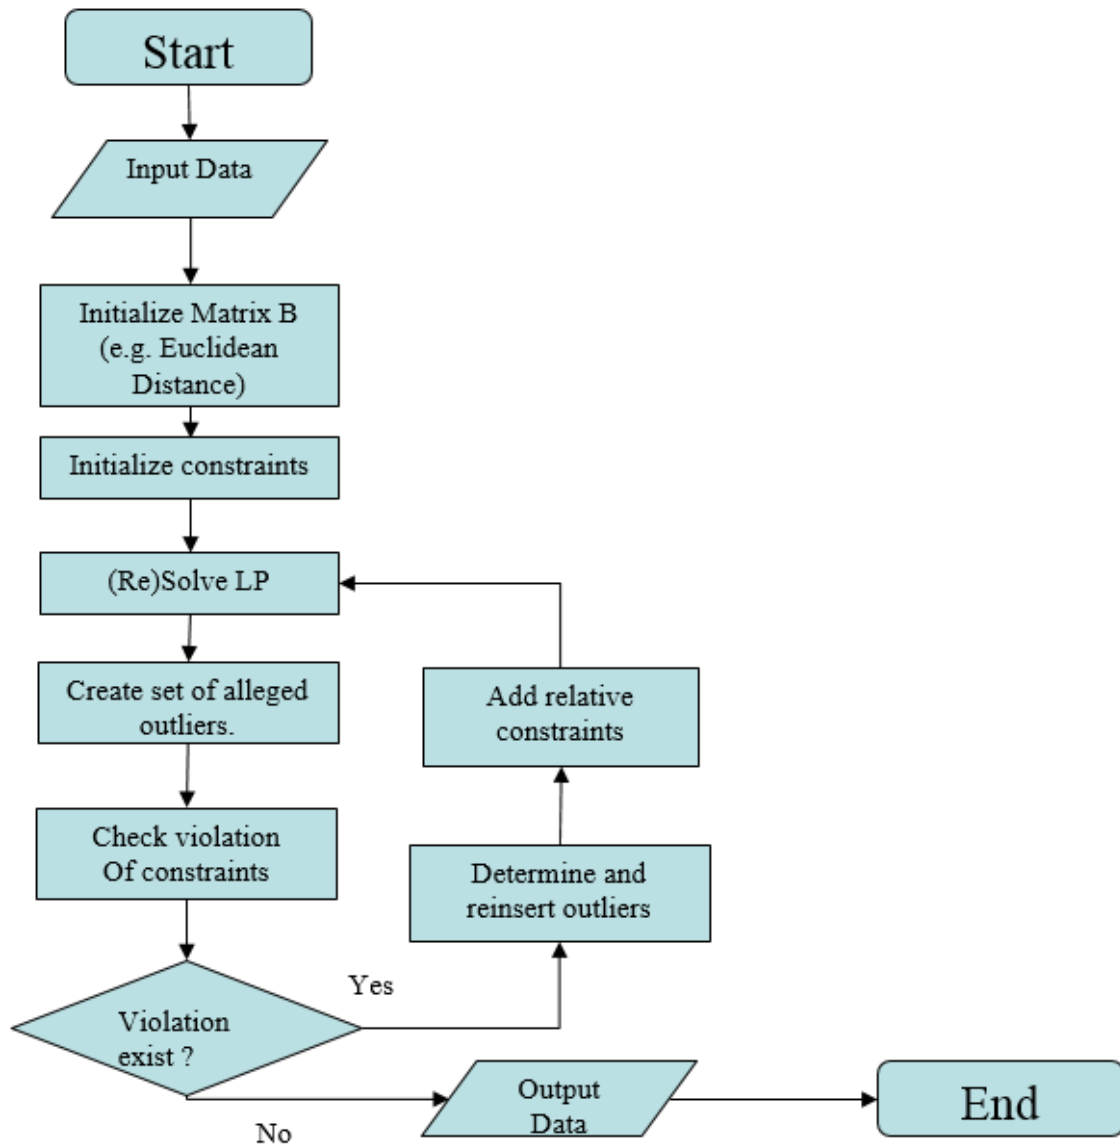 Start
Input Data
Initialize Matrix B
(e.g. Euclidean
Distance)
Initialize constraints
(Re)Solve LP
Create set of alleged
outliers.
Add relative
constraints
Check violation
Of constraints
Determine and
reinsert outliers
Yes
Violation
exist ?
No
Output
Data
End